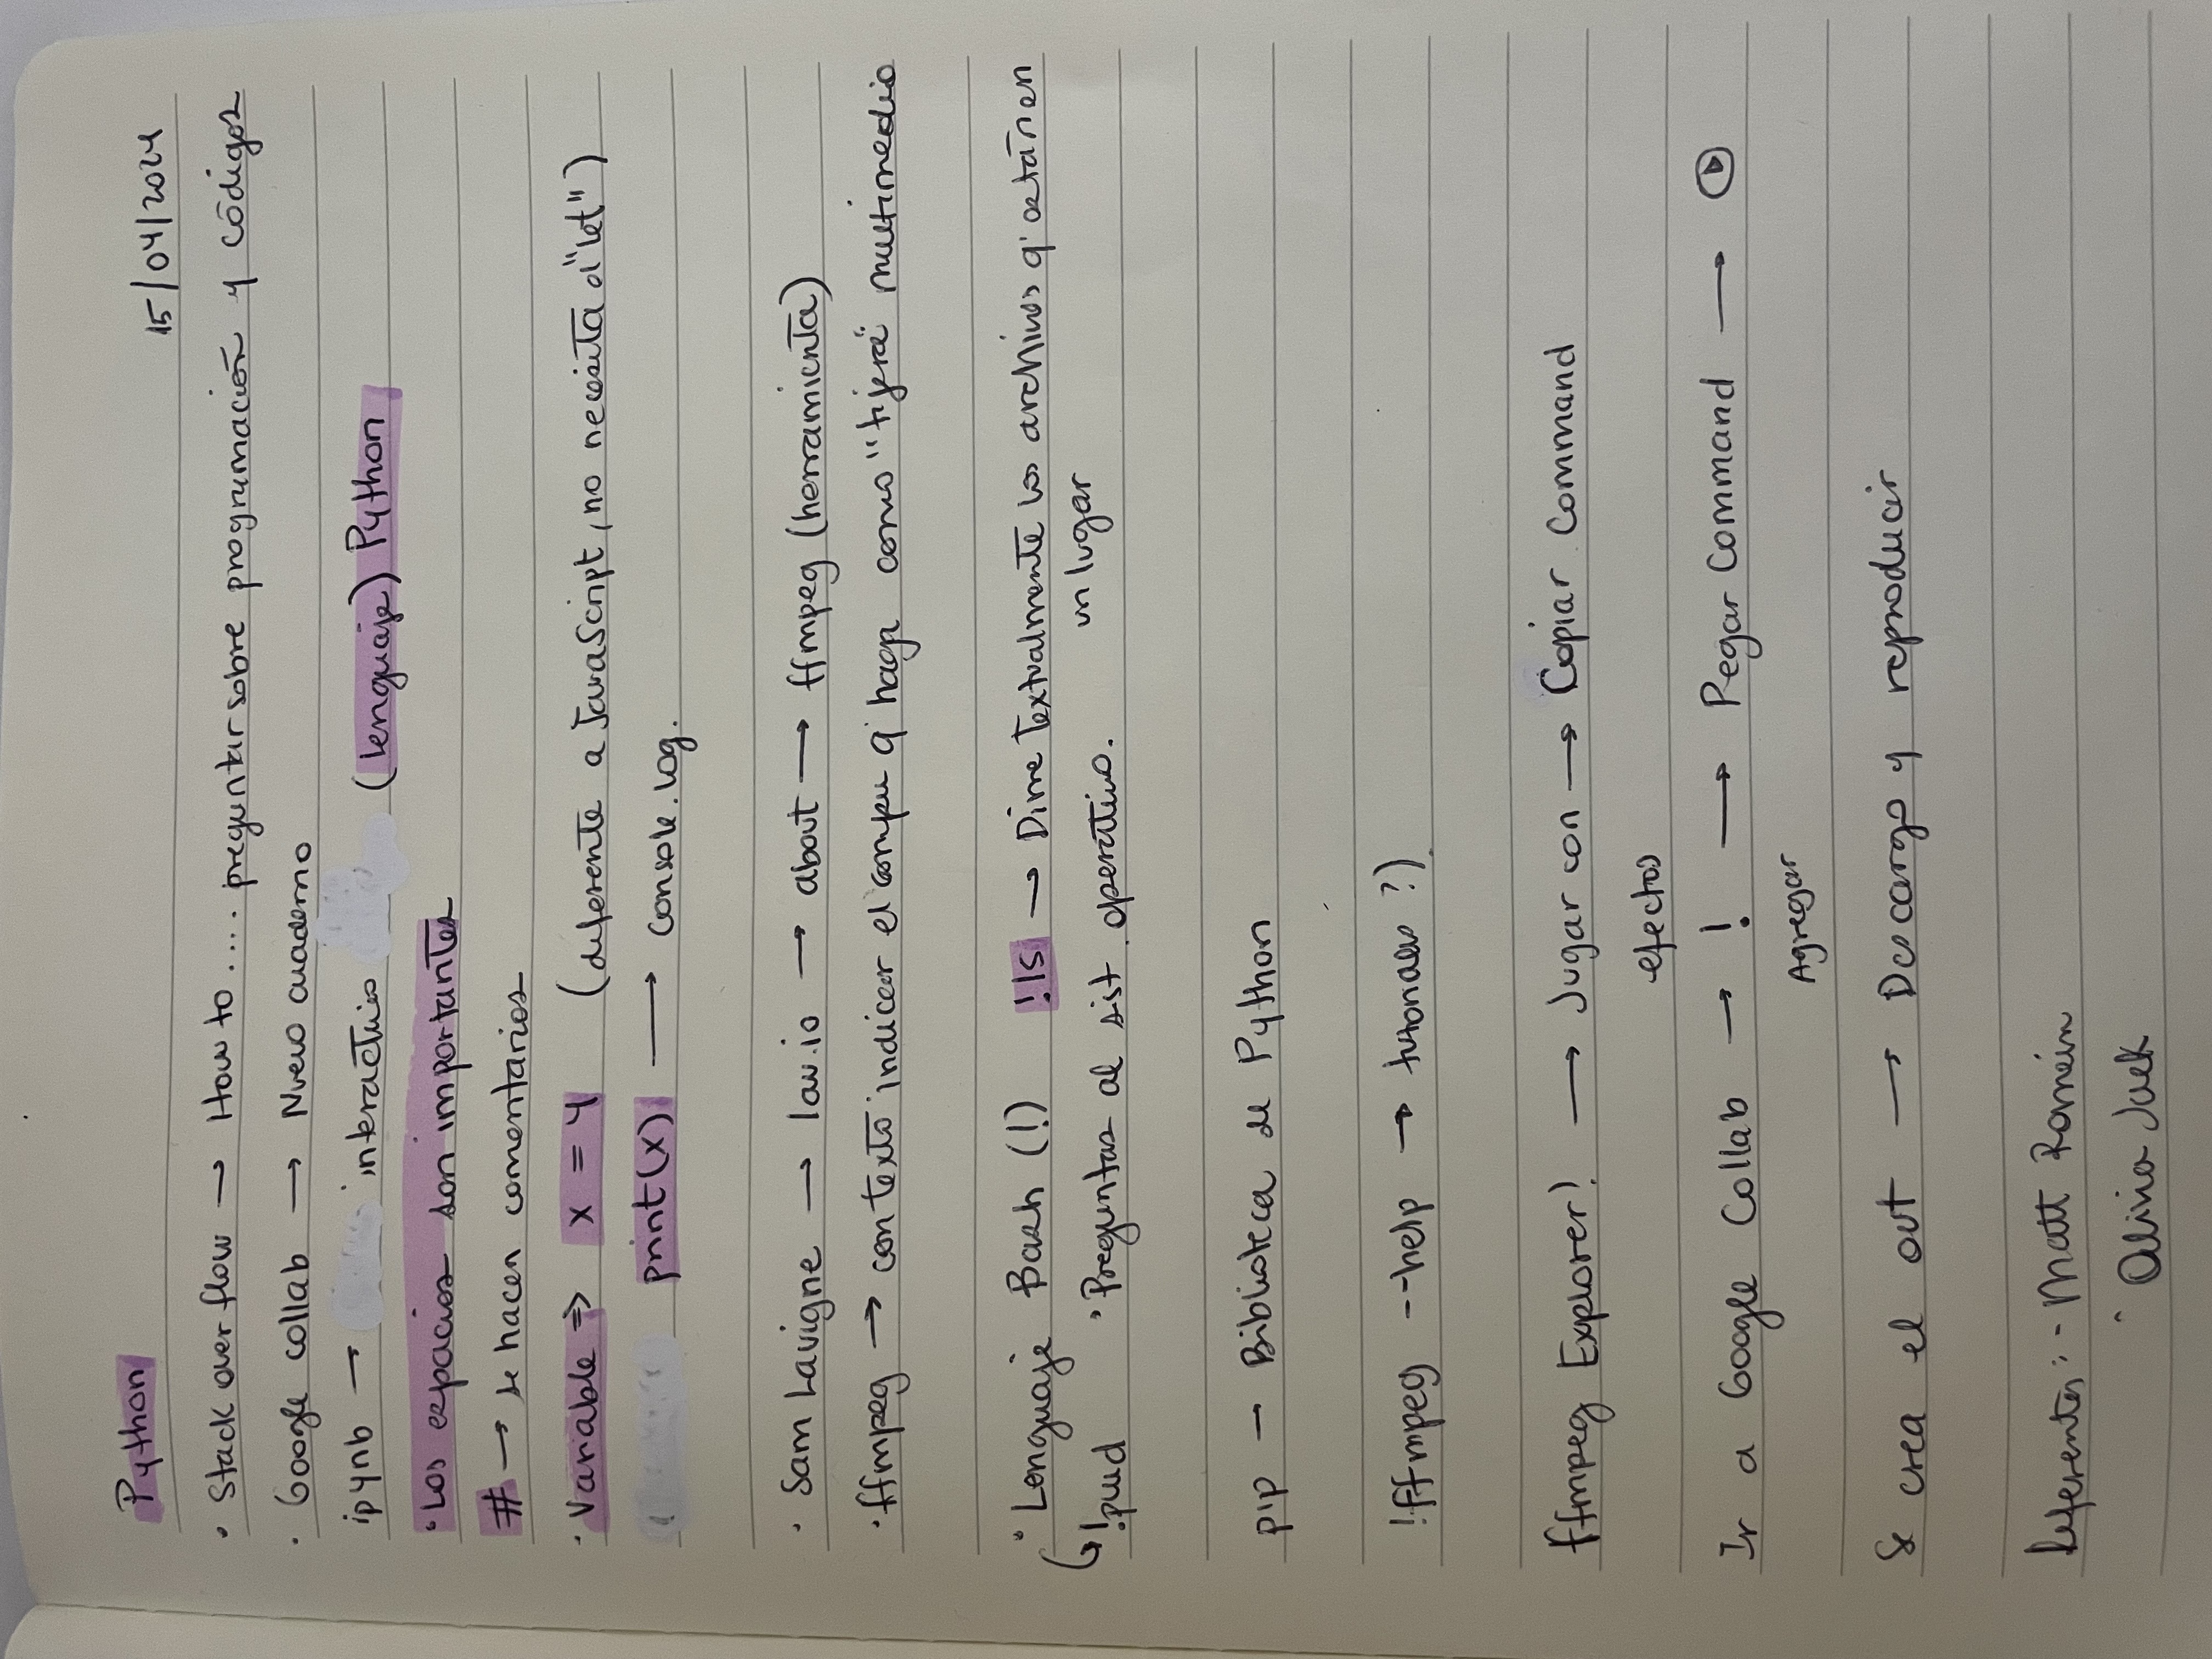 Python
15/04/2024
• Stack over flow → How to .... preguntar sobre programación y códigos
• Google collab → Nuevo cuaderno
ipynb → interactivo (lenguaje) Python
• Los espacios son importantes
# → se hacen comentarios
• Variable ⇒ x = 4 (diferente a JavaScript, no necesita el "let")
print(x) → console.log.
• Sam Lavigne → lav.io → about → ffmpeg (herramienta)
• ffmpeg → con texto indicar el compu q' haga como "tijera" multimedio
• Lenguaje Bash (!) !ls → Dime textualmente los archivos q' están en
un lugar
!pwd • Preguntas al sist. operativo.
pip → Biblioteca de Python
!ffmpeg --help → tutoriales ?)
ffmpeg Explorer! → Jugar con → Copiar Command
efectos
Ir a Google Collab → ! → Pegar Command →
Agregar
Se crea el out → Descargo y reproducir
Referentes: - Matt Romein
- Olivia Jack